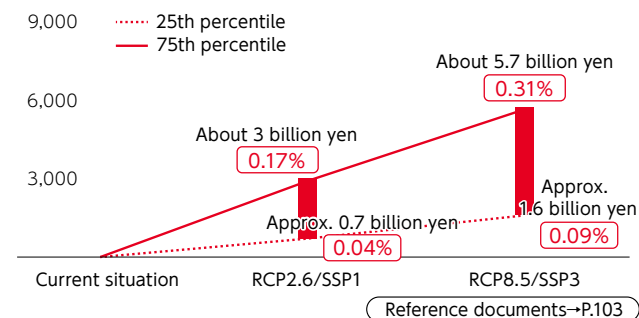 9,000
25th percentile
75th percentile
About 5.7 billion yen
0.31%
6,000
About 3 billion yen
0.17%
3,000
Approx.
1.6 billion yen
Approx. 0.7 billion yen
0.09%
0.04%
Current situation
RCP2.6/SSP1
RCP8.5/SSP3
Reference documents→P.103